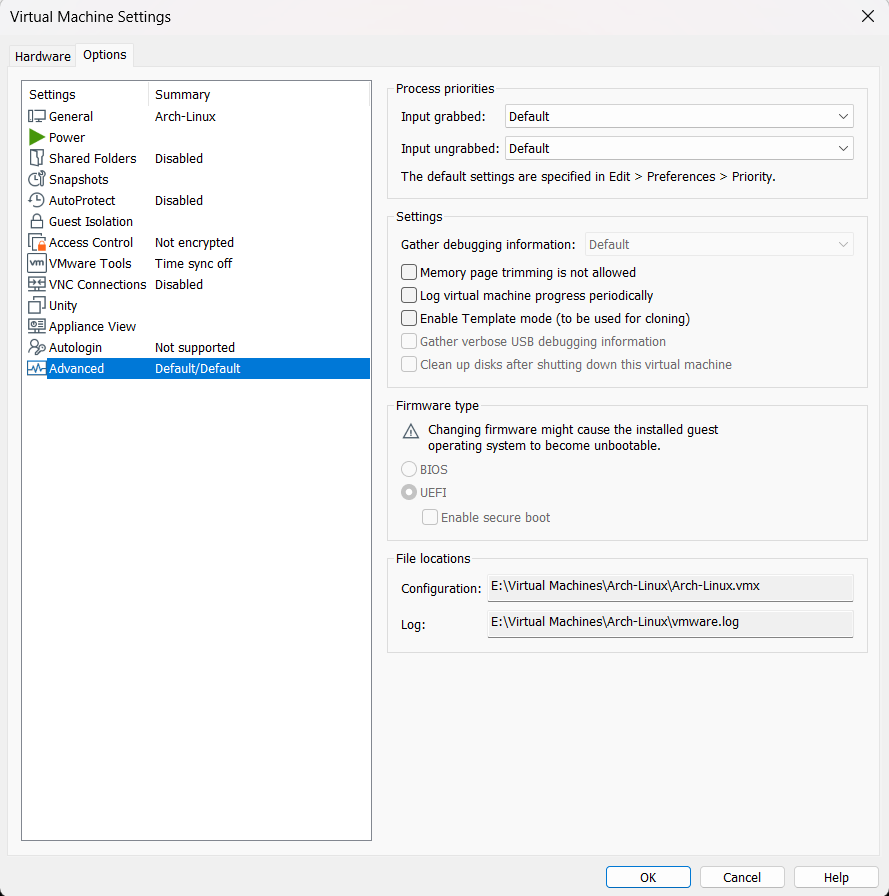 Virtual Machine Settings
Hardware
Options
Settings Summary
General Arch-Linux
Power
Shared Folders Disabled
Snapshots
AutoProtect Disabled
Guest Isolation
Access Control Not encrypted
vm VMware Tools Time sync off
VNC Connections Disabled
Unity
Appliance View
Autologin Not supported
Advanced Default/Default
Process priorities
Input grabbed: Default
Input ungrabbed: Default
The default settings are specified in Edit > Preferences > Priority.
Settings
Gather debugging information: Default
Memory page trimming is not allowed
Log virtual machine progress periodically
Enable Template mode (to be used for cloning)
Gather verbose USB debugging information
Clean up disks after shutting down this virtual machine
Firmware type
Changing firmware might cause the installed guest
operating system to become unbootable.
BIOS
UEFI
Enable secure boot
File locations
Configuration: E:\Virtual Machines\Arch-Linux\Arch-Linux.vmx
Log: E:\Virtual Machines\Arch-Linux\vmware.log
OK Cancel Help